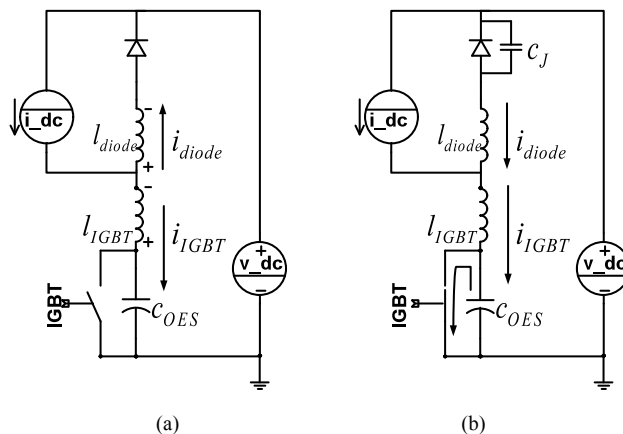 i_dc
l_diode
i_diode
l_IGBT
i_IGBT
IGBT
c_OES
v_dc
(a)
c_J
i_dc
l_diode
i_diode
l_IGBT
i_IGBT
IGBT
c_OES
v_dc
(b)